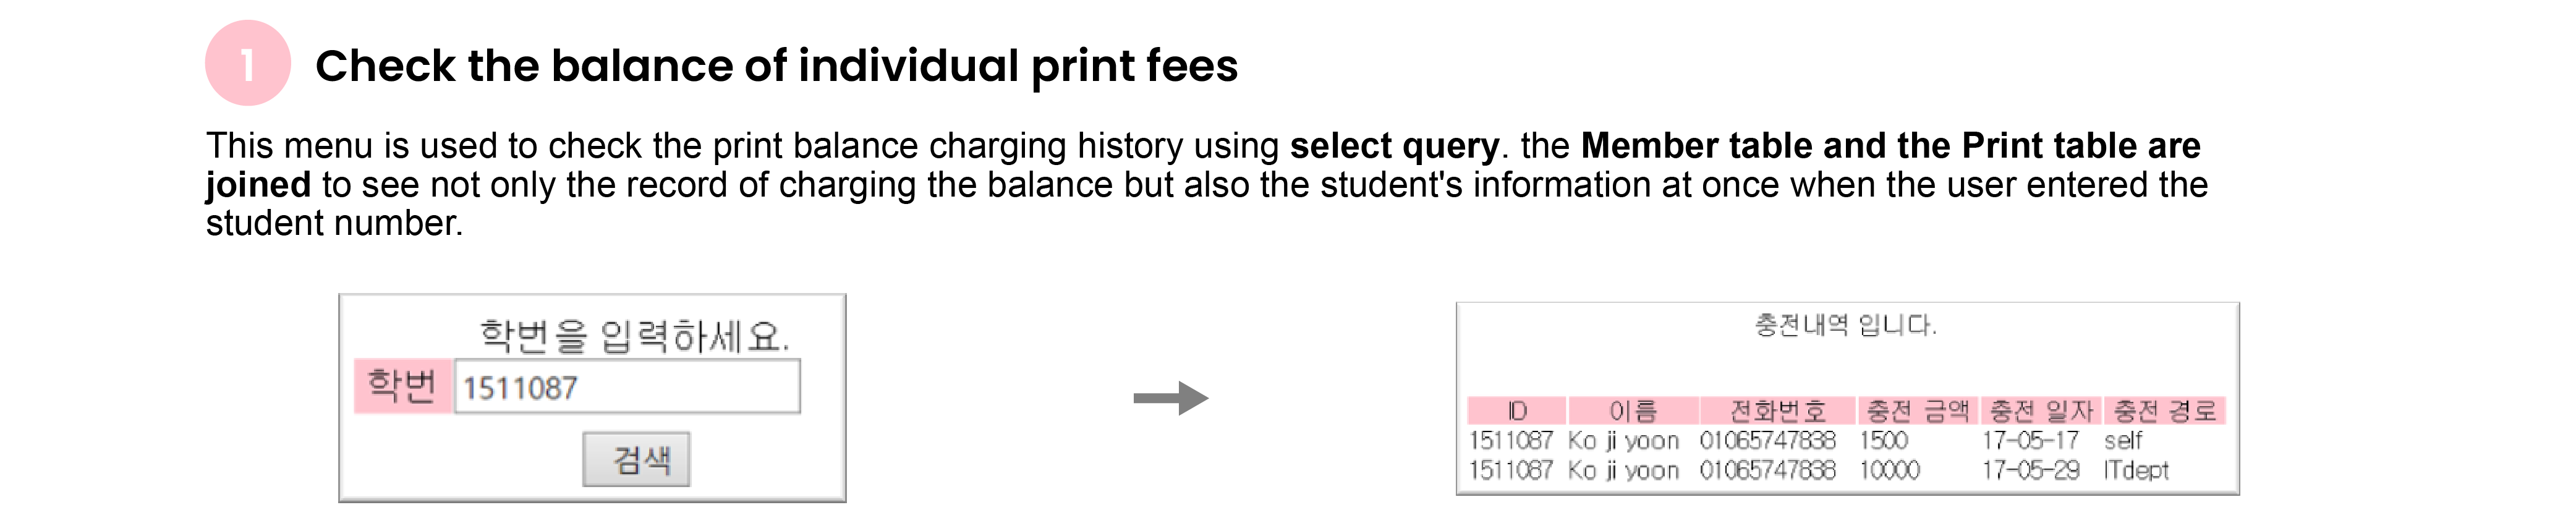 1 Check the balance of individual print fees
This menu is used to check the print balance charging history using select query. the Member table and the Print table are
joined to see not only the record of charging the balance but also the student's information at once when the user entered the
student number.
학번을 입력하세요.
학번 1511087
검색
충전내역 입니다.
ID 이름 전화번호 충전 금액 충전 일자 충전 경로
1511087 Ko ji yoon 01065747838 1500 17-05-17 self
1511087 Ko ji yoon 01065747838 10000 17-05-29 ITdept